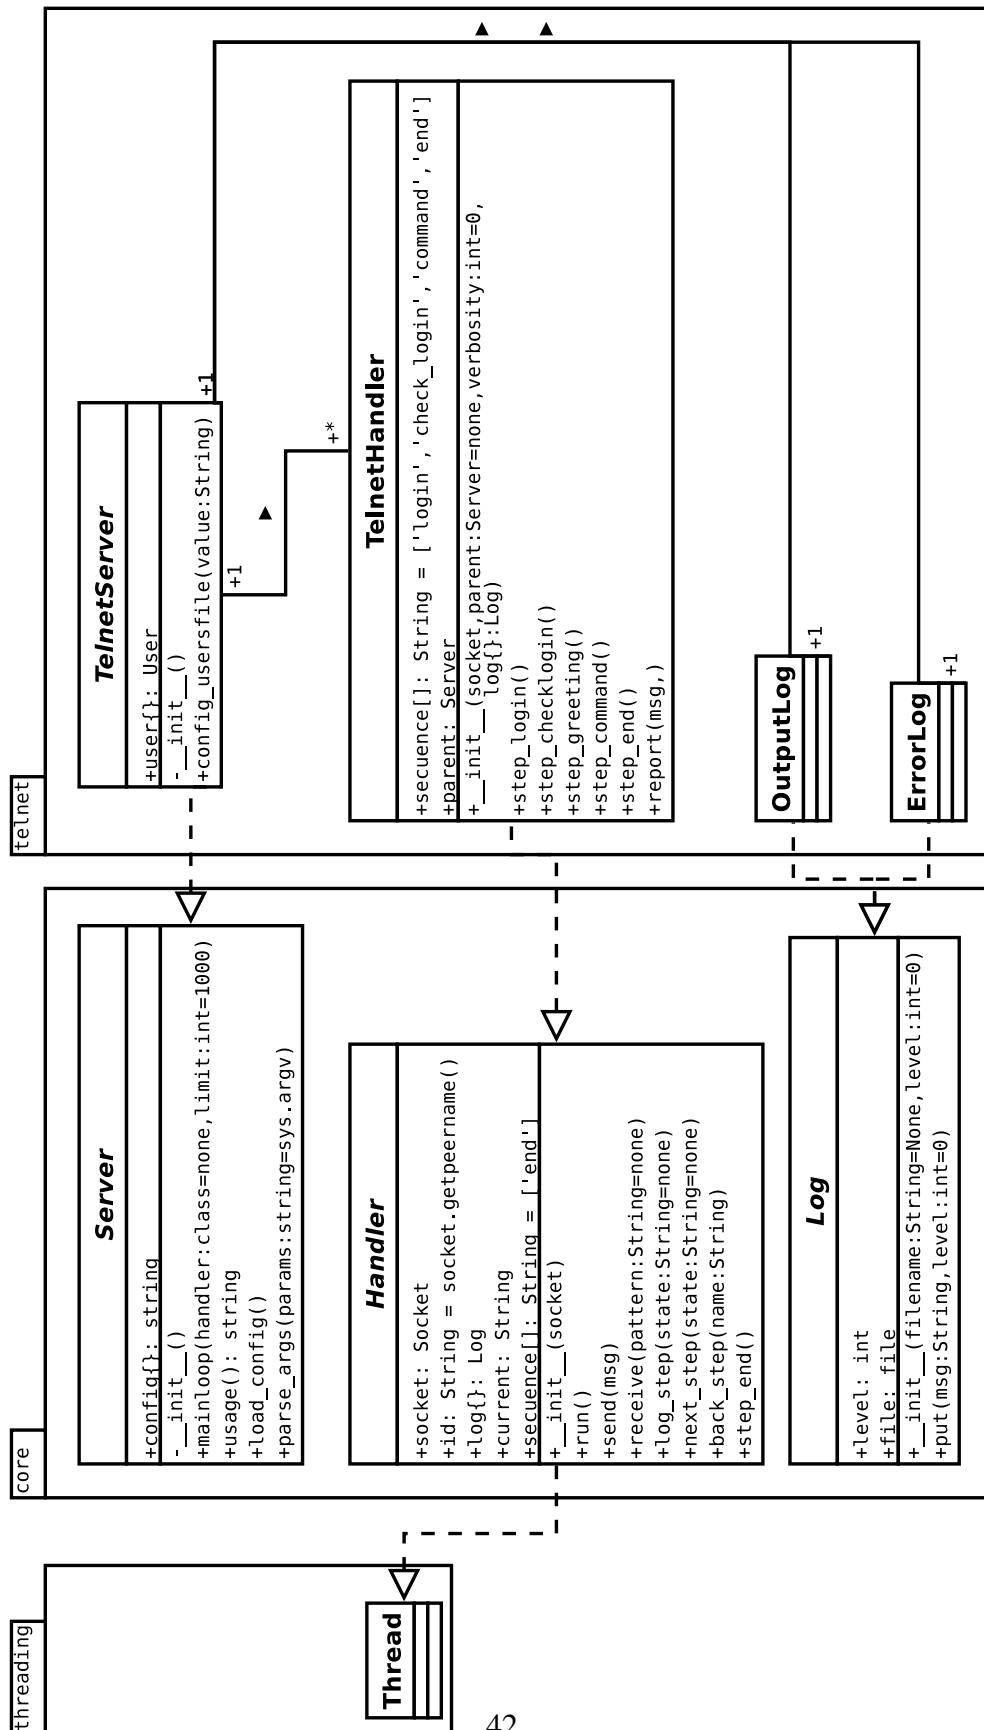 threading
Thread
core
Server
+config{}: string
-__init__()
+mainloop(handler:class=none,limit:int=1000)
+usage(): string
+load_config()
+parse_args(params:string=sys.argv)
Handler
+socket: Socket
+id: String = socket.getpeername()
+log{}: Log
+current: String
+secuence[]: String = ['end']
+__init__(socket)
+run()
+send(msg)
+receive(pattern:String=none)
+log_step(state:String=none)
+next_step(state:String=none)
+back_step(name:String)
+step_end()
Log
+level: int
+file: file
+__init__(filename:String=None,level:int=0)
+put(msg:String,level:int=0)
telnet
TelnetServer
+user{}: User
-__init__()
+config_usersfile(value:String)
+1
+1
+*
TelnetHandler
+secuence[]: String = ['login','check_login','command','end']
+parent: Server
+__init__(socket,parent:Server=none,verbosity:int=0,
log{}:Log)
+step_login()
+step_checklogin()
+step_greeting()
+step_command()
+step_end()
+report(msg,)
OutputLog
+1
ErrorLog
+1
42